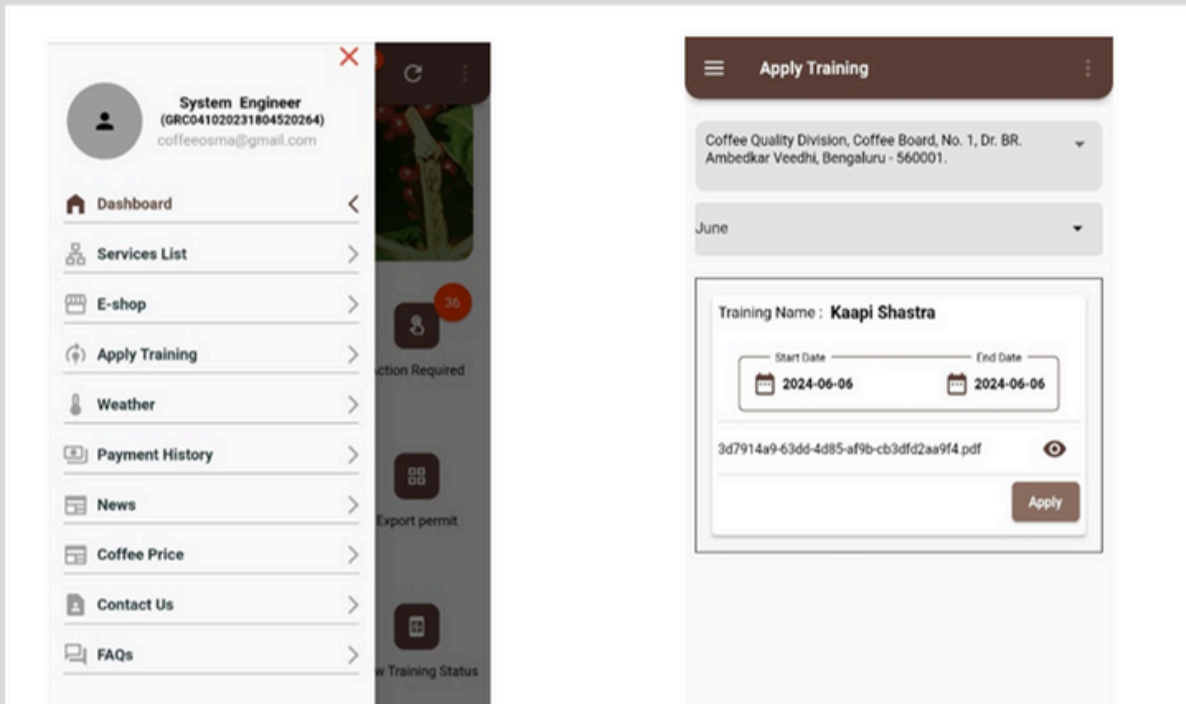 System Engineer
(GRC041020231804520264)
coffeeosma@gmail.com
Dashboard
Services List
E-shop
Apply Training
Weather
Payment History
News
Coffee Price
Contact Us
FAQs
36
ction Required
Export permit
w Training Status
Apply Training
Coffee Quality Division, Coffee Board, No. 1, Dr. BR.
Ambedkar Veedhi, Bengaluru - 560001.
June
Training Name : Kaapi Shastra
Start Date End Date
2024-06-06 2024-06-06
3d7914a9-63dd-4d85-af9b-cb3dfd2aa9f4.pdf
Apply